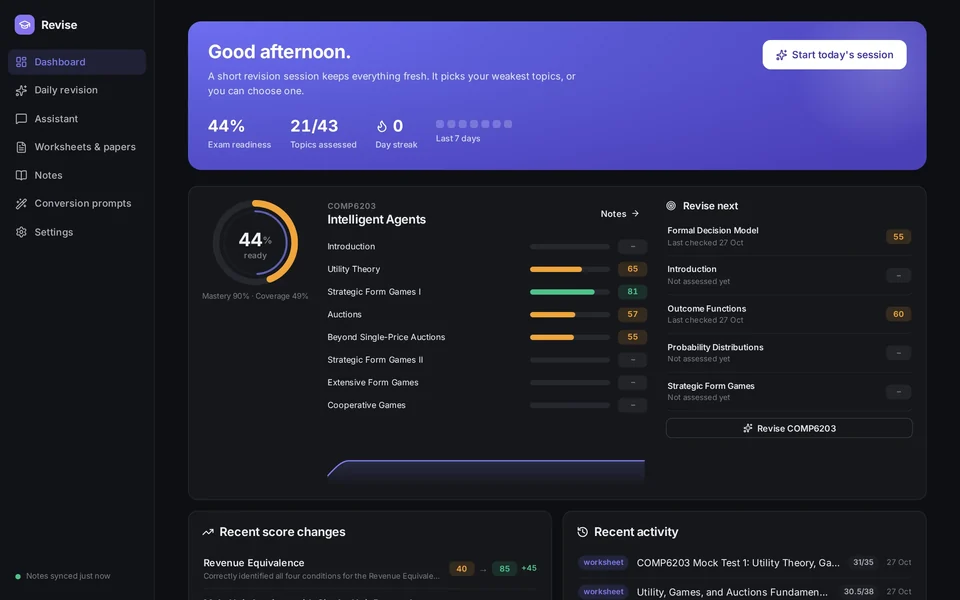 Revise
Dashboard
Daily revision
Assistant
Worksheets & papers
Notes
Conversion prompts
Settings
Notes synced just now
Good afternoon.
A short revision session keeps everything fresh. It picks your weakest topics, or
you can choose one.
Start today's session
44%
Exam readiness
21/43
Topics assessed
0
Day streak
Last 7 days
44%
ready
Mastery 90% · Coverage 49%
COMP6203
Intelligent Agents
Notes →
Introduction –
Utility Theory 65
Strategic Form Games I 81
Auctions 57
Beyond Single-Price Auctions 55
Strategic Form Games II –
Extensive Form Games –
Cooperative Games –
Revise next
Formal Decision Model 55
Last checked 27 Oct
Introduction –
Not assessed yet
Outcome Functions 60
Last checked 27 Oct
Probability Distributions –
Not assessed yet
Strategic Form Games –
Not assessed yet
Revise COMP6203
Recent score changes
Revenue Equivalence
Correctly identified all four conditions for the Revenue Equivale...
40 → 85 +45
Recent activity
worksheet COMP6203 Mock Test 1: Utility Theory, Ga... 31/35 27 Oct
worksheet Utility, Games, and Auctions Fundamen... 30.5/38 27 Oct